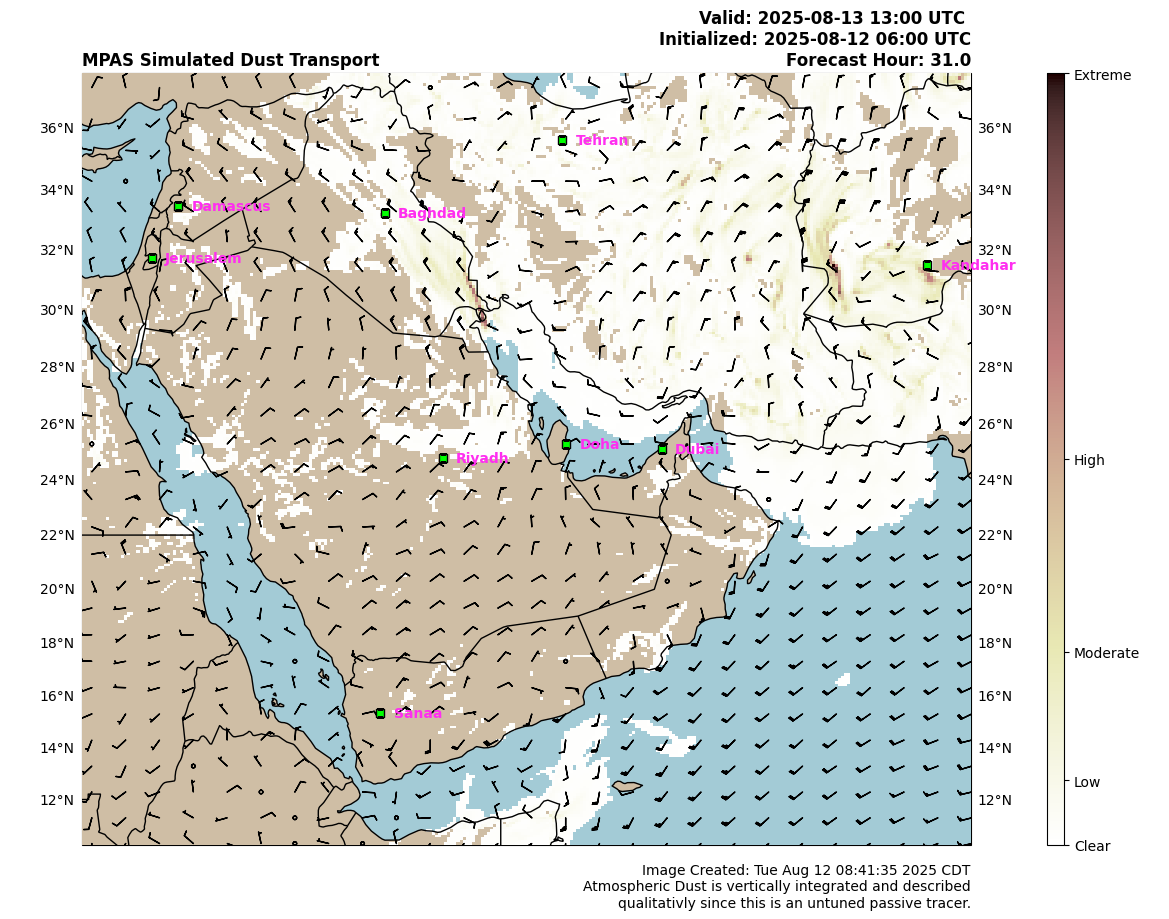 Valid: 2025-08-13 13:00 UTC
Initialized: 2025-08-12 06:00 UTC
MPAS Simulated Dust Transport Forecast Hour: 31.0
Extreme
36°N 36°N
Tehran
34°N 34°N
Damascus Baghdad
32°N 32°N
Jerusalem Kandahar
30°N 30°N
28°N 28°N
26°N 26°N
Doha Dubai
Riyadh High
24°N 24°N
22°N 22°N
20°N 20°N
18°N 18°N
Moderate
16°N 16°N
Sanaa
14°N 14°N
Low
12°N 12°N
Clear
Image Created: Tue Aug 12 08:41:35 2025 CDT
Atmospheric Dust is vertically integrated and described
qualitativly since this is an untuned passive tracer.